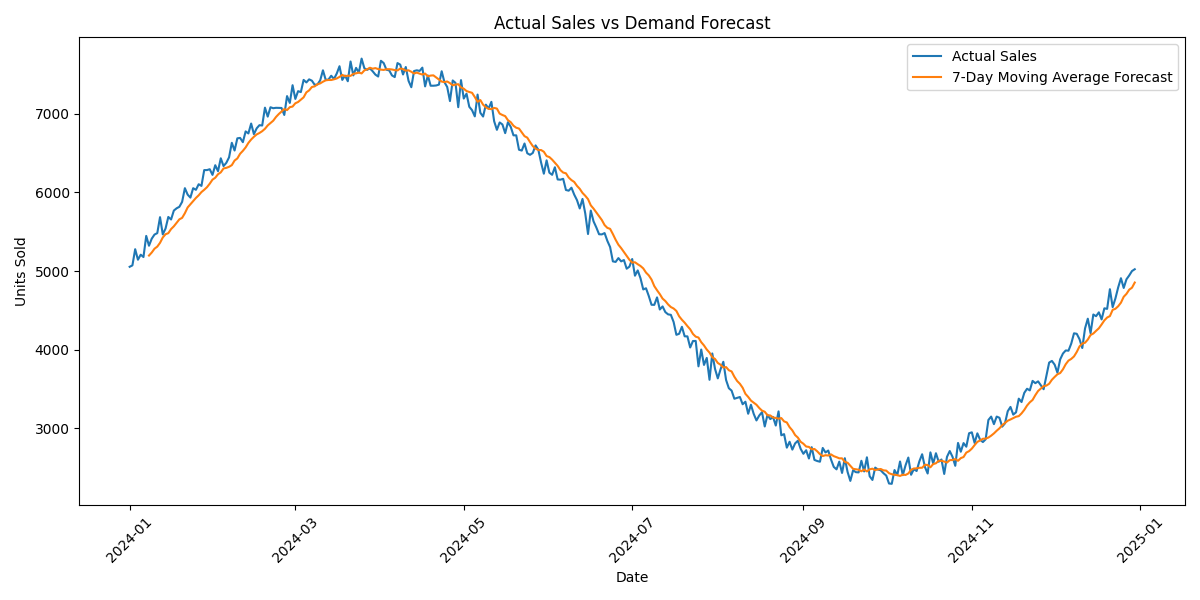 Actual Sales vs Demand Forecast
Actual Sales
7-Day Moving Average Forecast
Units Sold
7000
6000
5000
4000
3000
2024-01
2024-03
2024-05
2024-07
2024-09
2024-11
2025-01
Date